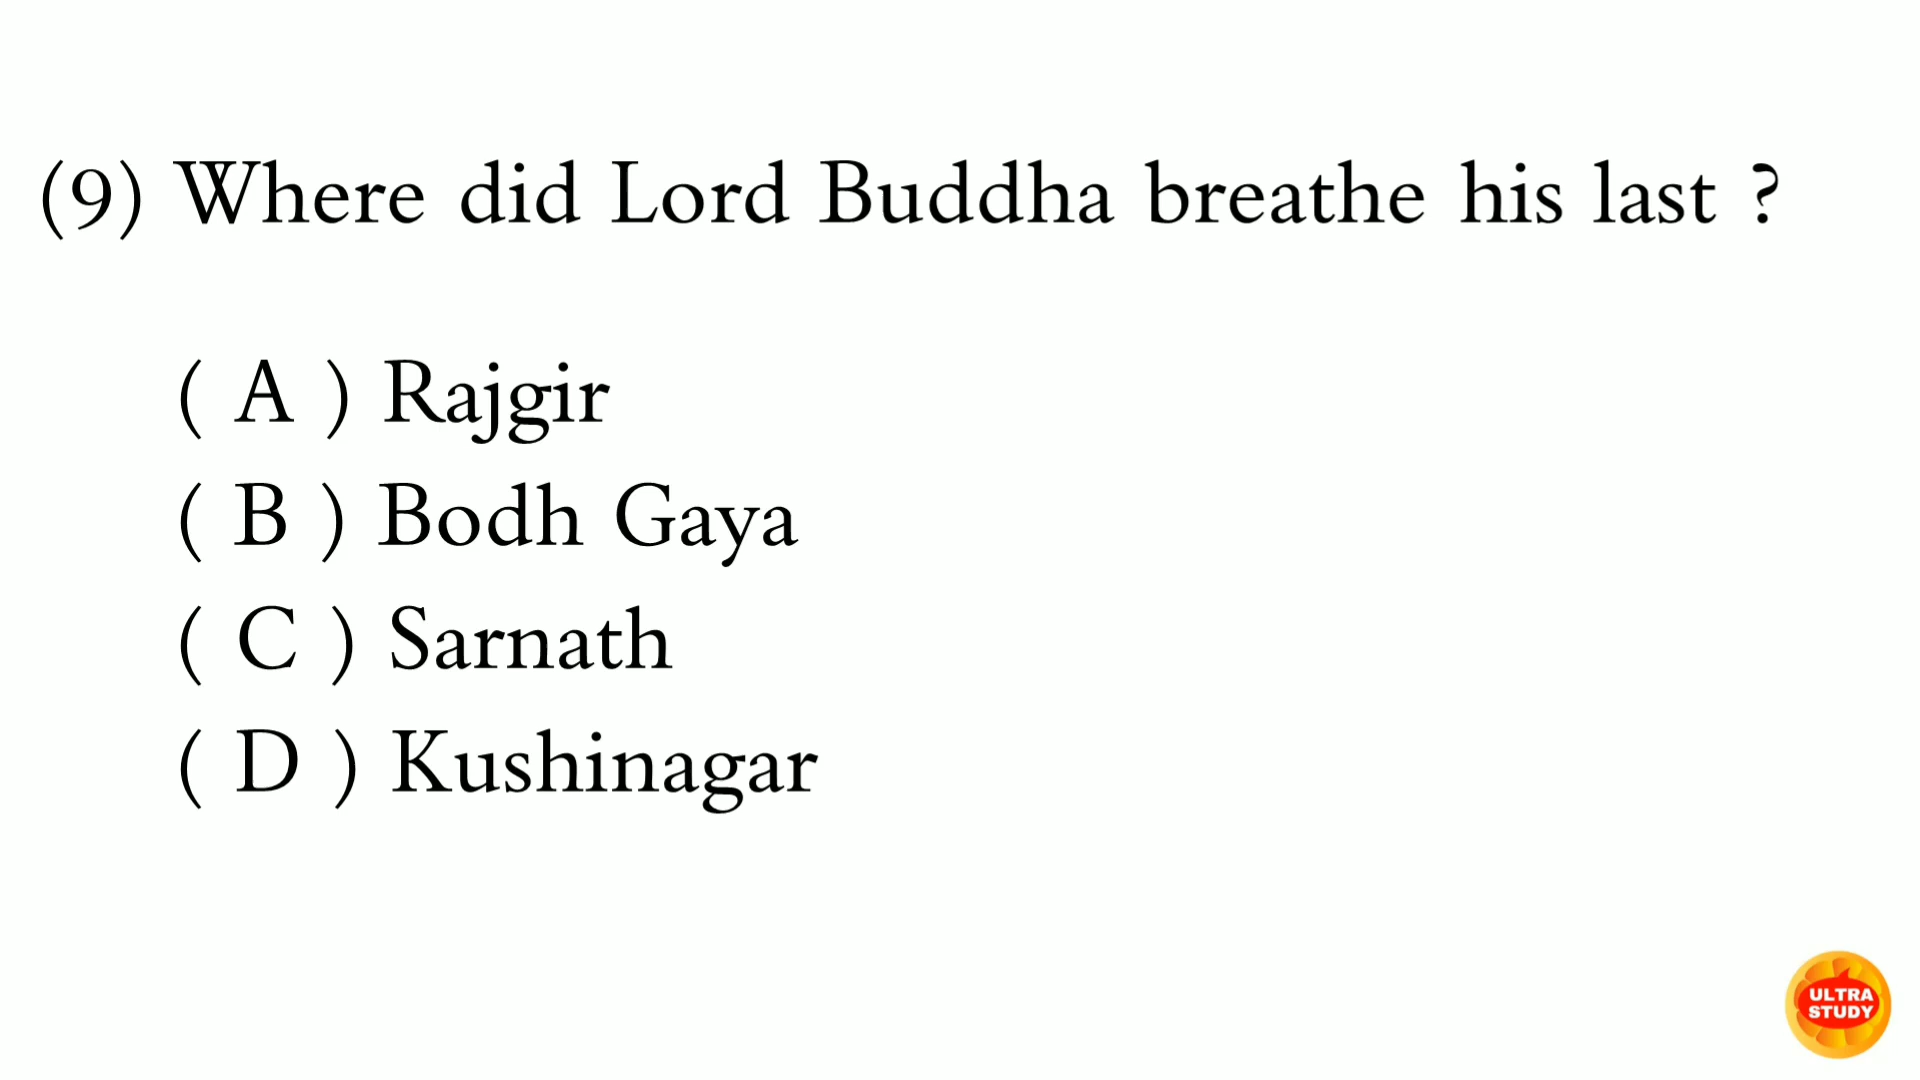 (9) Where did Lord Buddha breathe his last ?
( A ) Rajgir
( B ) Bodh Gaya
( C ) Sarnath
( D ) Kushinagar
ULTRA
STUDY